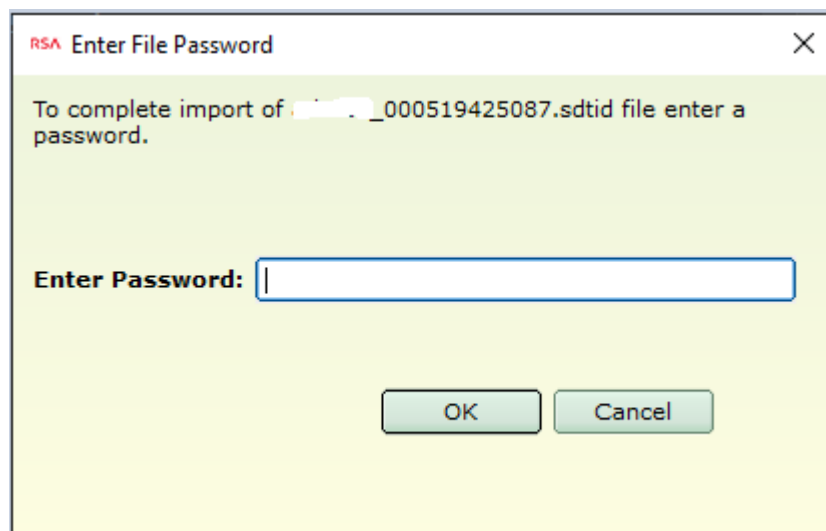 RSA Enter File Password
To complete import of _000519425087.sdtid file enter a
password.
Enter Password:
OK Cancel